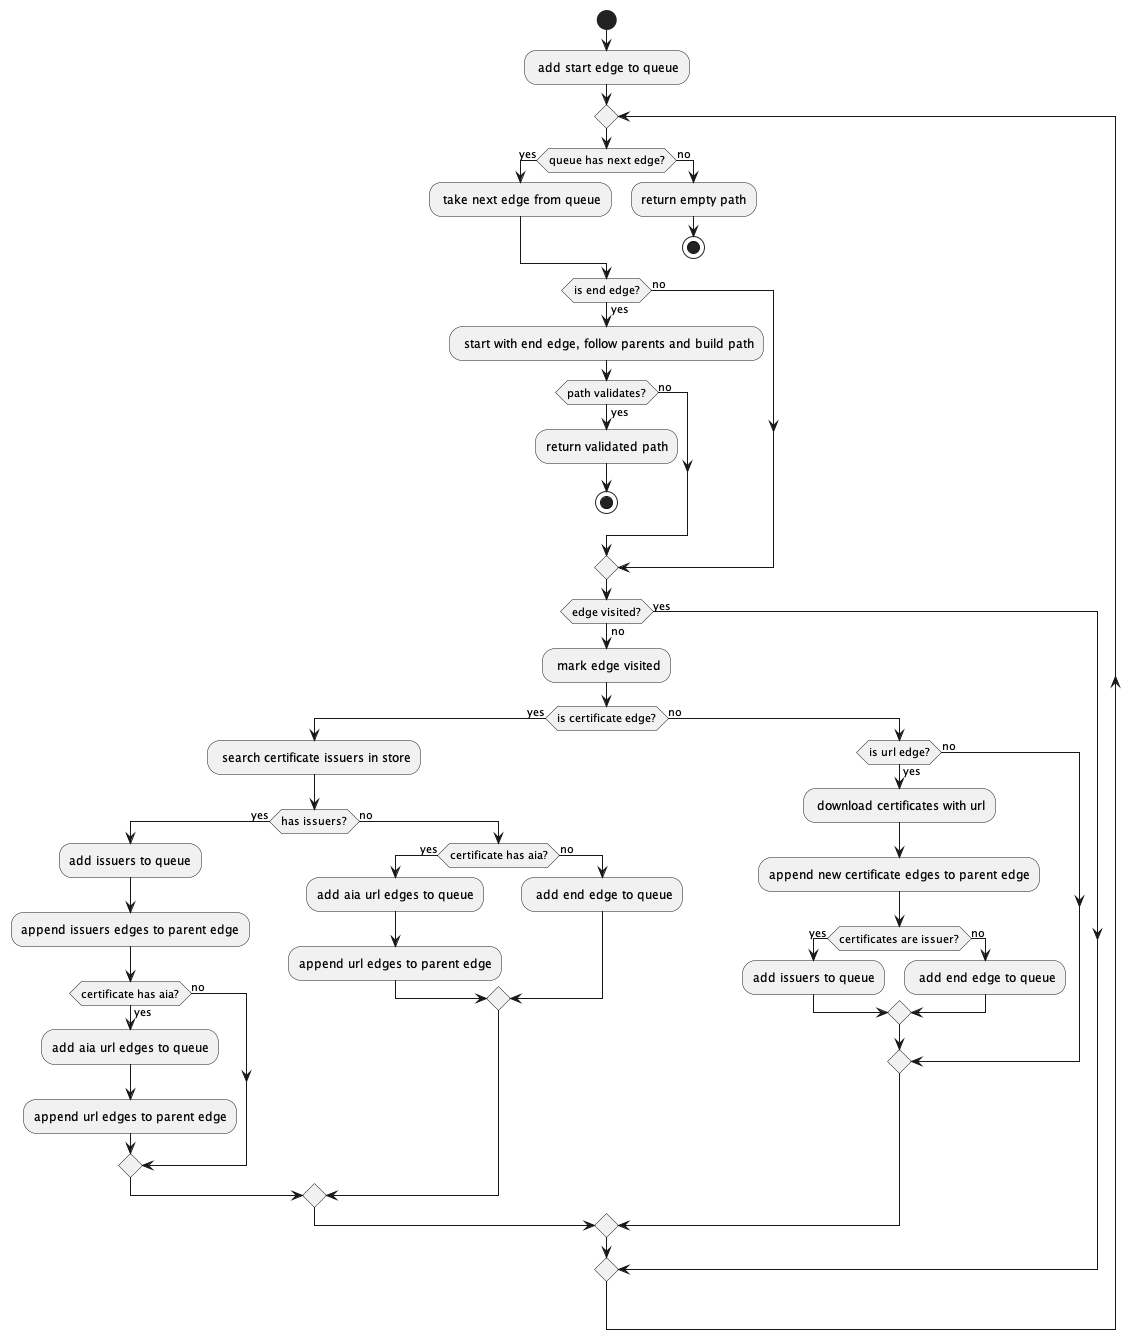 add start edge to queue
yes
queue has next edge?
no
take next edge from queue
return empty path
is end edge?
no
yes
start with end edge, follow parents and build path
path validates?
no
yes
return validated path
edge visited?
yes
no
mark edge visited
yes
is certificate edge?
no
search certificate issuers in store
yes
has issuers?
no
add issuers to queue
append issuers edges to parent edge
certificate has aia?
no
yes
add aia url edges to queue
append url edges to parent edge
yes
certificate has aia?
no
add aia url edges to queue
append url edges to parent edge
add end edge to queue
is url edge?
no
yes
download certificates with url
append new certificate edges to parent edge
yes
certificates are issuer?
no
add issuers to queue
add end edge to queue